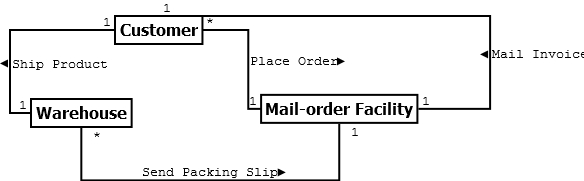 1
1 Customer *
Place Order
Mail Invoice
Ship Product
1 1 Mail-order Facility 1
Warehouse
* 1
Send Packing Slip